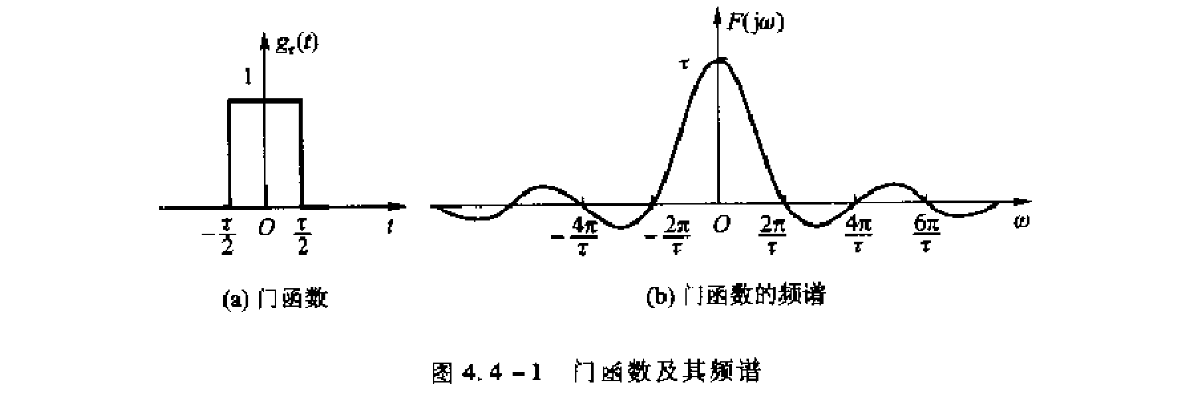 g_τ(t)
1
-τ/2 O τ/2 t
(a) 门函数
F(jω)
τ
-4π/τ -2π/τ O 2π/τ 4π/τ 6π/τ ω
(b) 门函数的频谱
图 4.4-1 门函数及其频谱